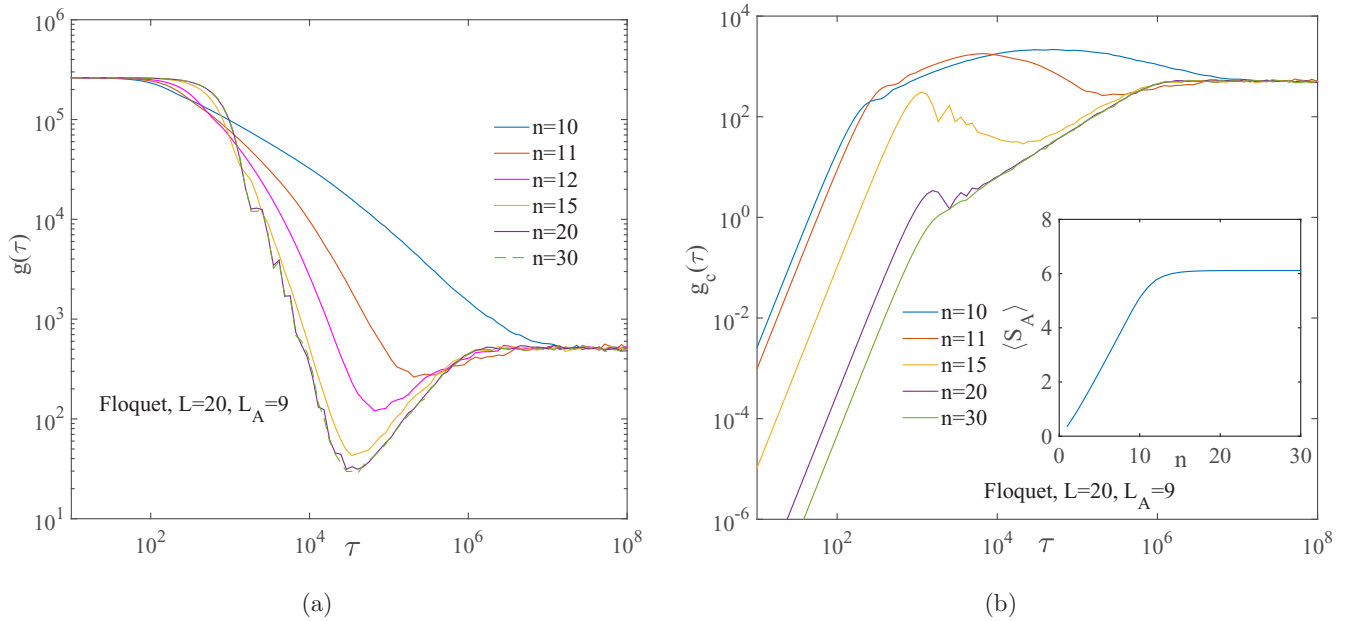 10^6
10^5
10^4
10^3
10^2
10^1
g(τ)
n=10
n=11
n=12
n=15
n=20
n=30
Floquet, L=20, L_A=9
10^2
10^4
10^6
10^8
τ
(a)
10^4
10^2
10^0
10^-2
10^-4
10^-6
g_c(τ)
n=10
n=11
n=15
n=20
n=30
8
6
4
2
0
⟨S_A⟩
0
10
20
30
n
Floquet, L=20, L_A=9
10^2
10^4
10^6
10^8
τ
(b)